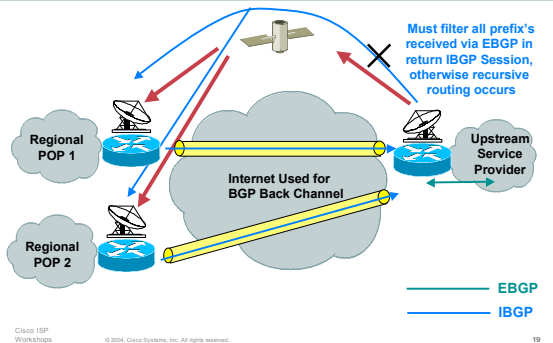 Must filter all prefix's
received via EBGP in
return IBGP Session,
otherwise recursive
routing occurs
Regional
POP 1
Internet Used for
BGP Back Channel
Upstream
Service
Provider
Regional
POP 2
EBGP
IBGP
Cisco ISP
Workshops
© 2004, Cisco Systems, Inc. All rights reserved.
19